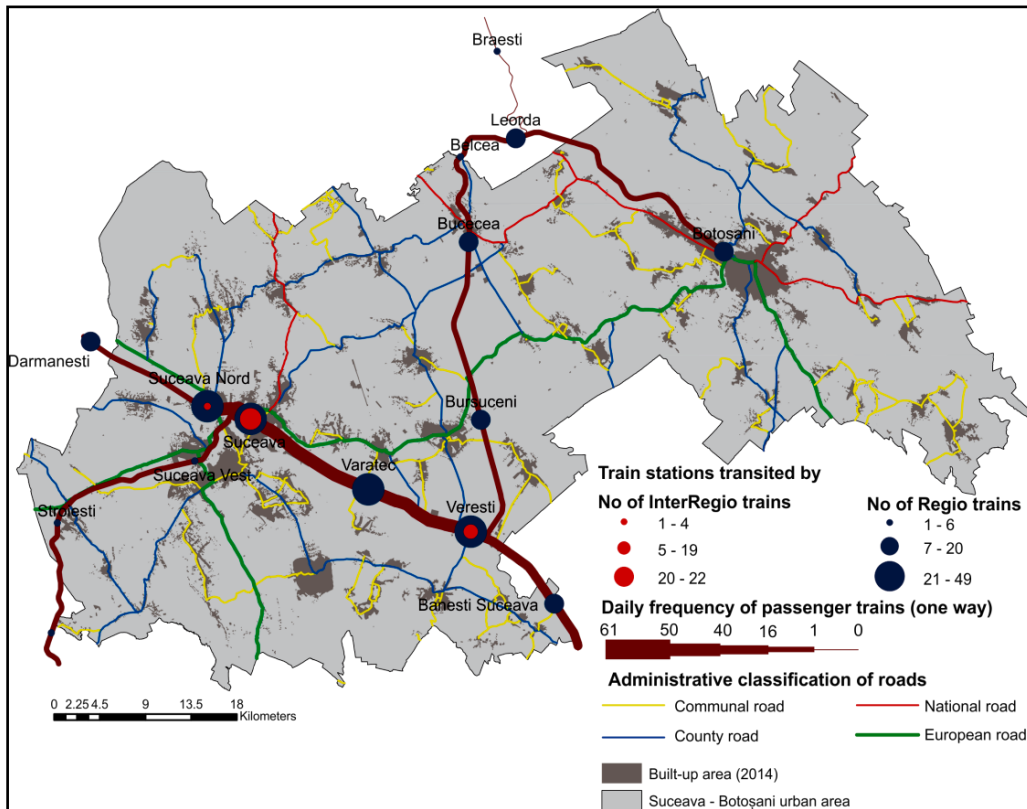 Braesti
Leorda
Belcea
Bucecea
Botoșani
Darmanesti
Suceava Nord
Suceava
Bursuceni
Suceava Vest
Varatec
Veresti
Stroiesti
Banesti Suceava
Train stations transited by
No of InterRegio trains
1 - 4
5 - 19
20 - 22
No of Regio trains
1 - 6
7 - 20
21 - 49
Daily frequency of passenger trains (one way)
61 50 40 16 1 0
Administrative classification of roads
Communal road
National road
County road
European road
Built-up area (2014)
Suceava - Botoșani urban area
0 2.25 4.5 9 13.5 18
Kilometers